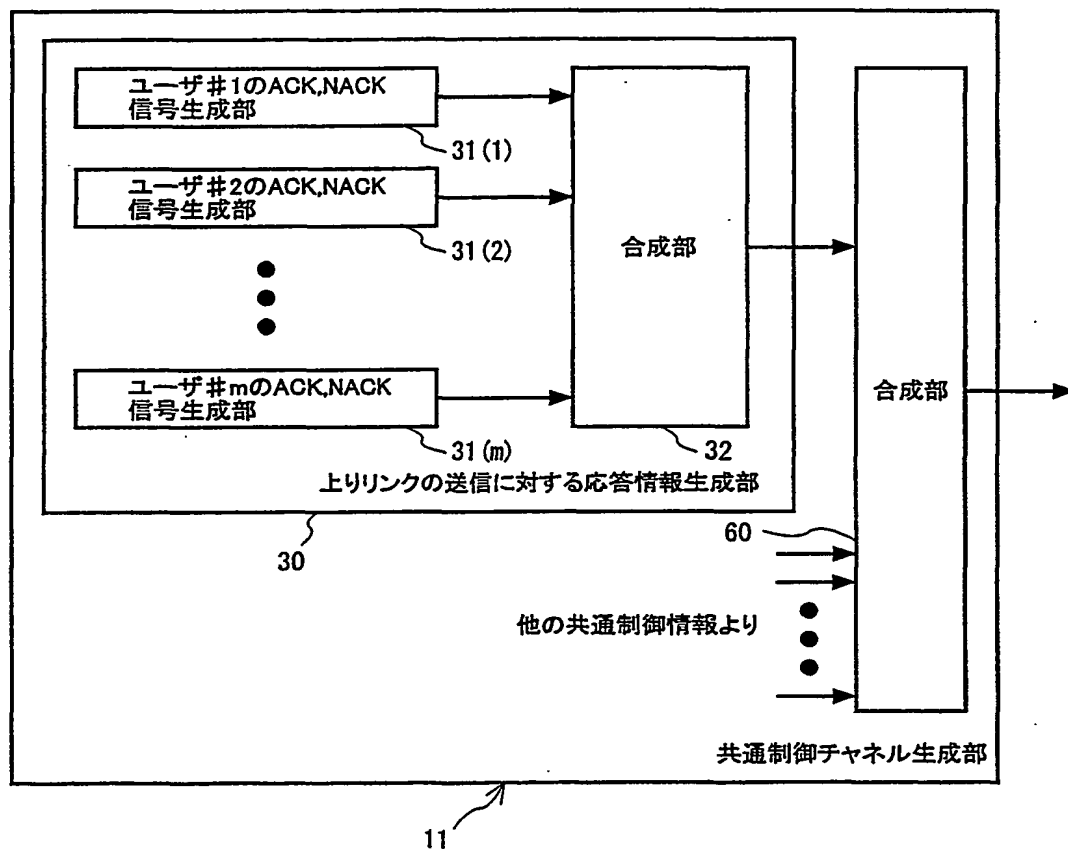 ユーザ＃1のACK,NACK
信号生成部
31(1)
ユーザ＃2のACK,NACK
信号生成部
31(2)
合成部
ユーザ＃mのACK,NACK
信号生成部
31(m)
32
上りリンクの送信に対する応答情報生成部
30
合成部
60
他の共通制御情報より
共通制御チャネル生成部
11